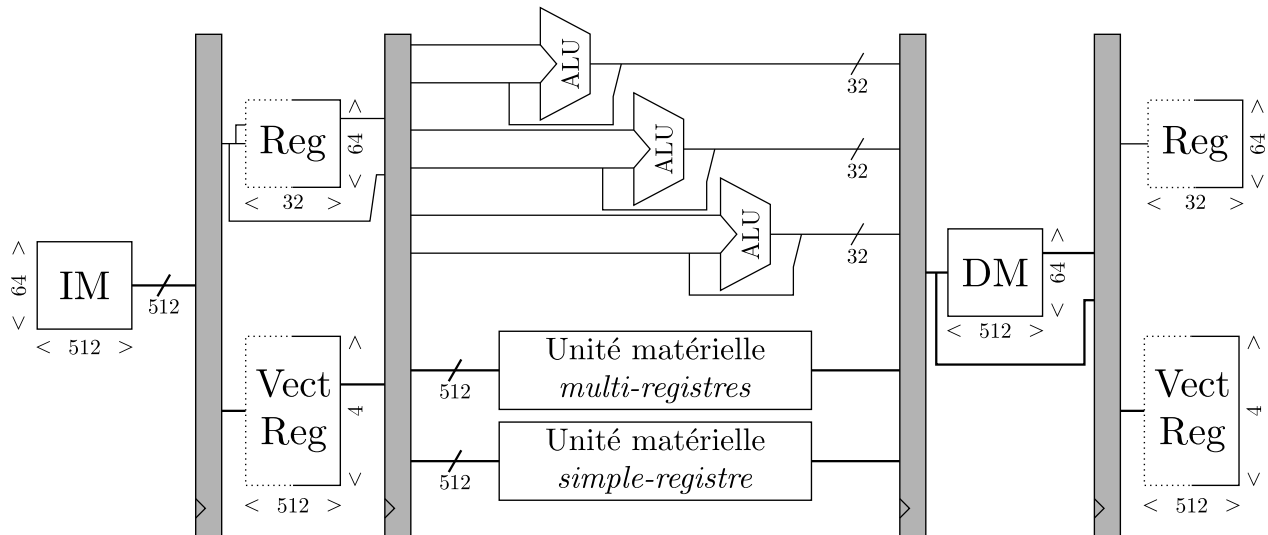 ALU
32
Reg
< 64 >
< 32 >
ALU
32
Reg
< 64 >
< 32 >
ALU
32
IM
< 64 >
512
< 512 >
DM
< 64 >
< 512 >
Vect
Reg
< 4 >
< 512 >
512
Unité matérielle
multi-registres
512
Unité matérielle
simple-registre
Vect
Reg
< 4 >
< 512 >